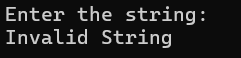 Enter the string:
Invalid String